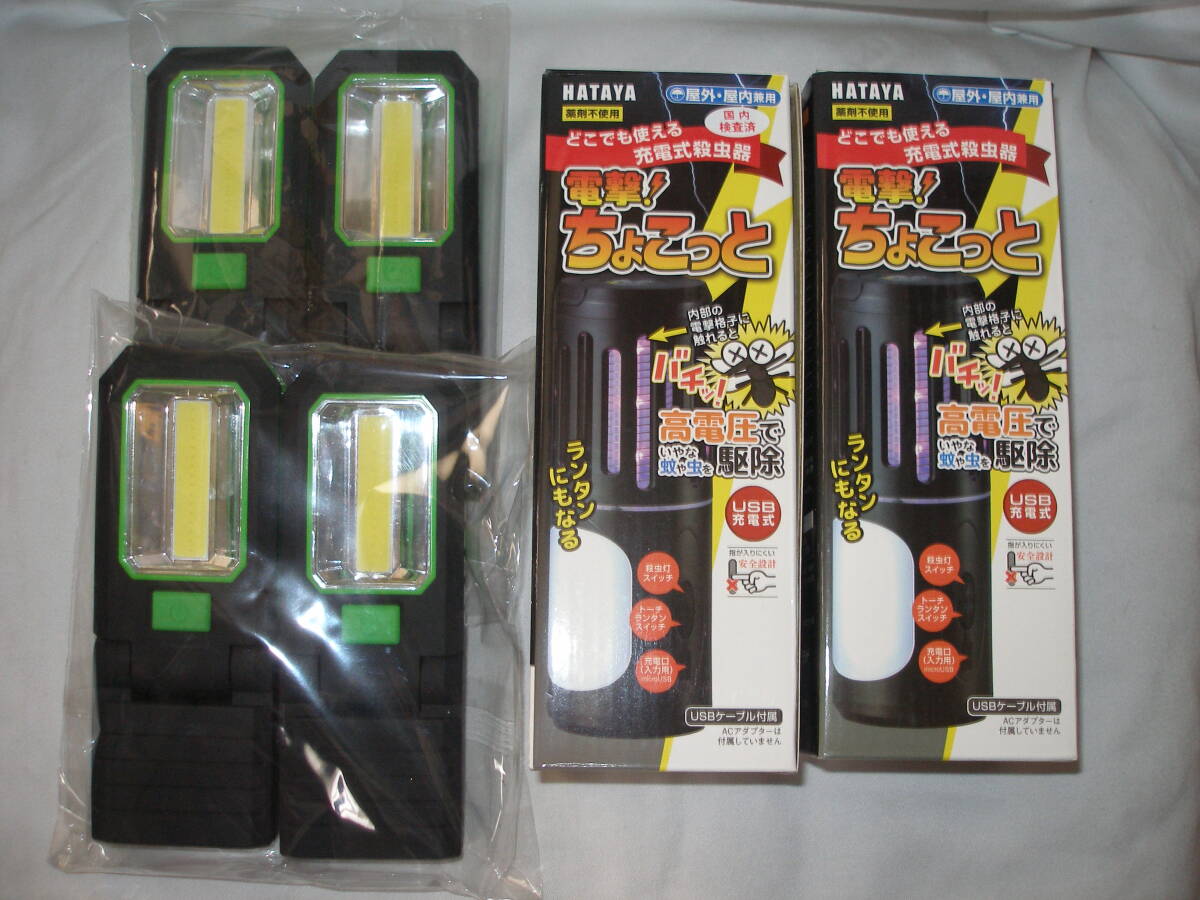 HATAYA
屋外・屋内兼用
薬剤不使用
国内
検査済
どこでも使える
充電式殺虫器
電撃!
ちょこっと
内部の
電撃格子に
触れると
バチッ!
高電圧で
いやな
蚊や虫を
駆除
ランタン
にもなる
USB
充電式
指が入りにくい
安全設計
殺虫灯
スイッチ
トーチ
ランタン
スイッチ
充電口
(入力用)
microUSB
USBケーブル付属
ACアダプターは
付属していません
HATAYA
屋外・屋内兼用
薬剤不使用
どこでも使える
充電式殺虫器
電撃!
ちょこっと
内部の
電撃格子に
触れると
バチッ!
高電圧で
いやな
蚊や虫を
駆除
ランタン
にもなる
USB
充電式
指が入りにくい
安全設計
殺虫灯
スイッチ
トーチ
ランタン
スイッチ
充電口
(入力用)
microUSB
USBケーブル付属
ACアダプターは
付属していません